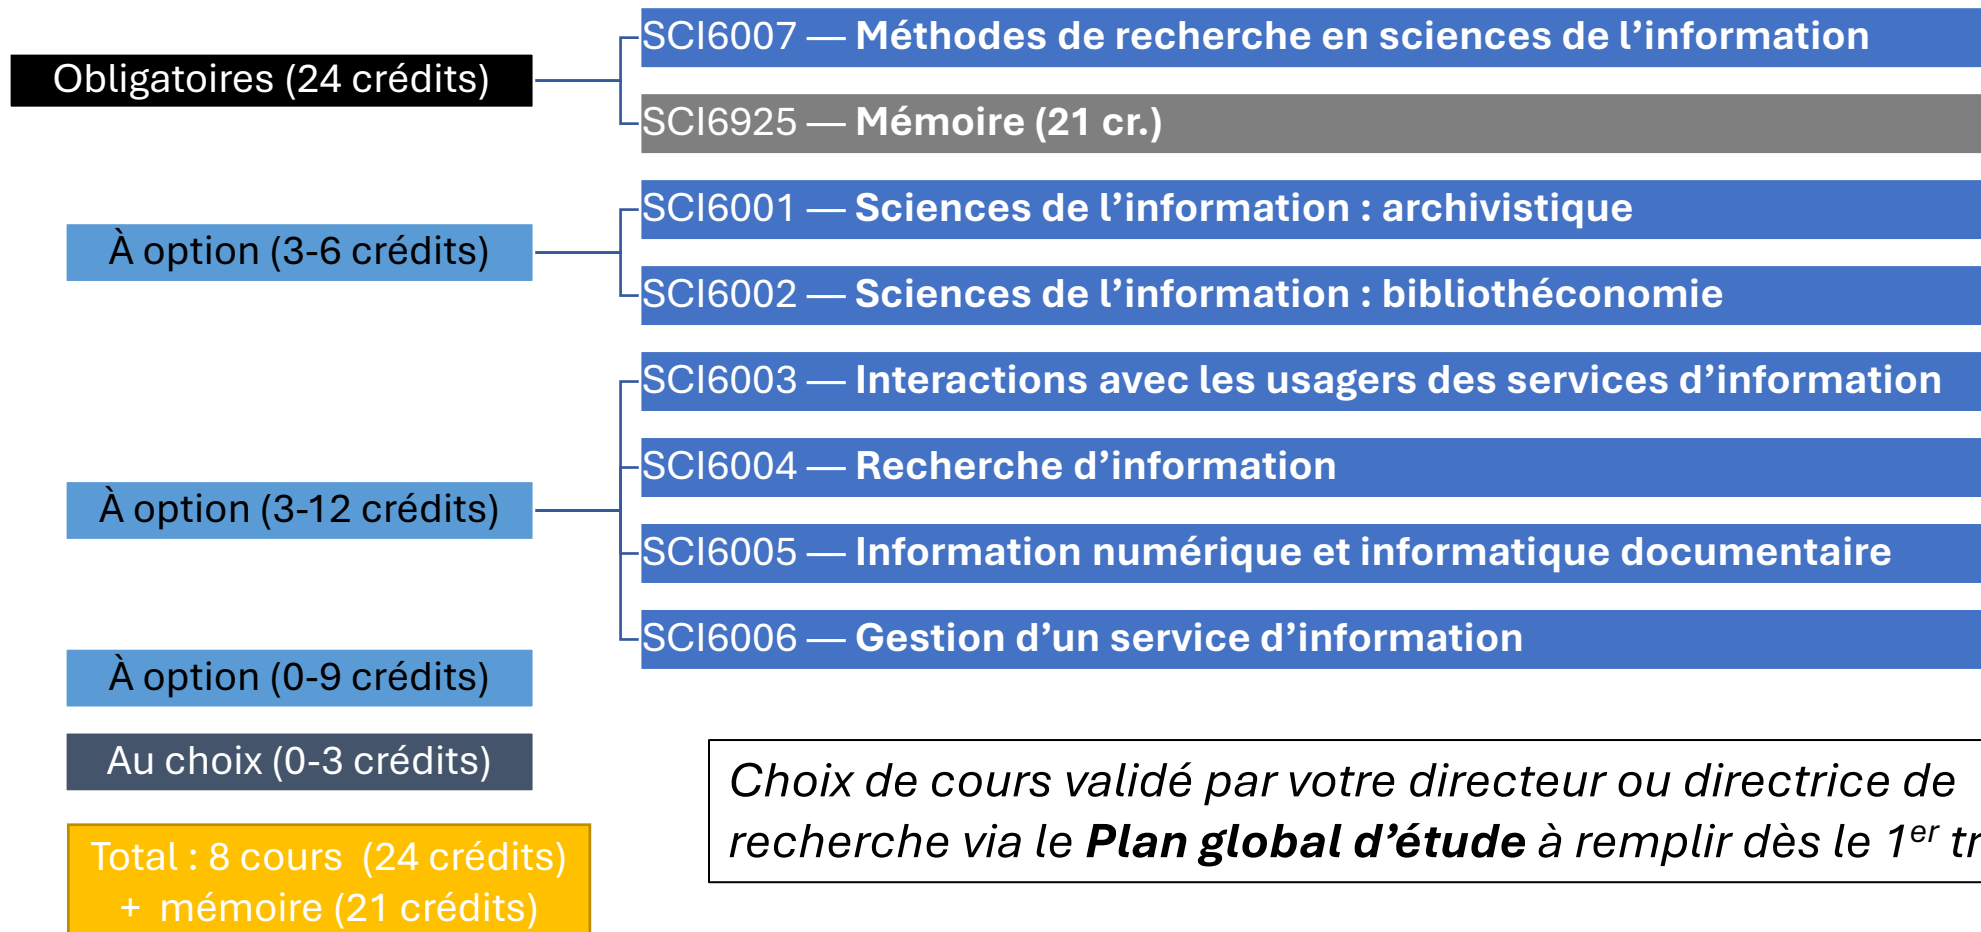 Obligatoires (24 crédits)
SCI6007 — Méthodes de recherche en sciences de l’information
SCI6925 — Mémoire (21 cr.)
À option (3-6 crédits)
SCI6001 — Sciences de l’information : archivistique
SCI6002 — Sciences de l’information : bibliothéconomie
À option (3-12 crédits)
SCI6003 — Interactions avec les usagers des services d’information
SCI6004 — Recherche d’information
SCI6005 — Information numérique et informatique documentaire
SCI6006 — Gestion d’un service d’information
À option (0-9 crédits)
Au choix (0-3 crédits)
Total : 8 cours (24 crédits)
+ mémoire (21 crédits)
Choix de cours validé par votre directeur ou directrice de
recherche via le Plan global d’étude à remplir dès le 1er